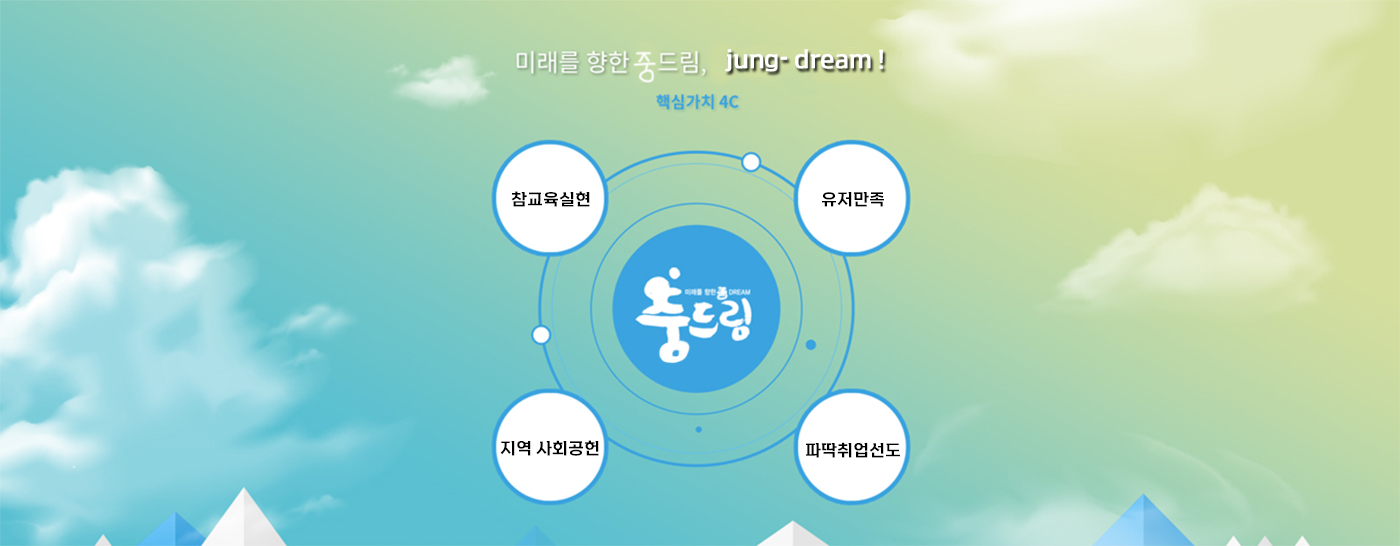 미래를 향한 중드림, jung- dream !
핵심가치 4C
참교육실현
유저만족
미래를 향한 중 DREAM
중드림
지역 사회공헌
파딱취업선도